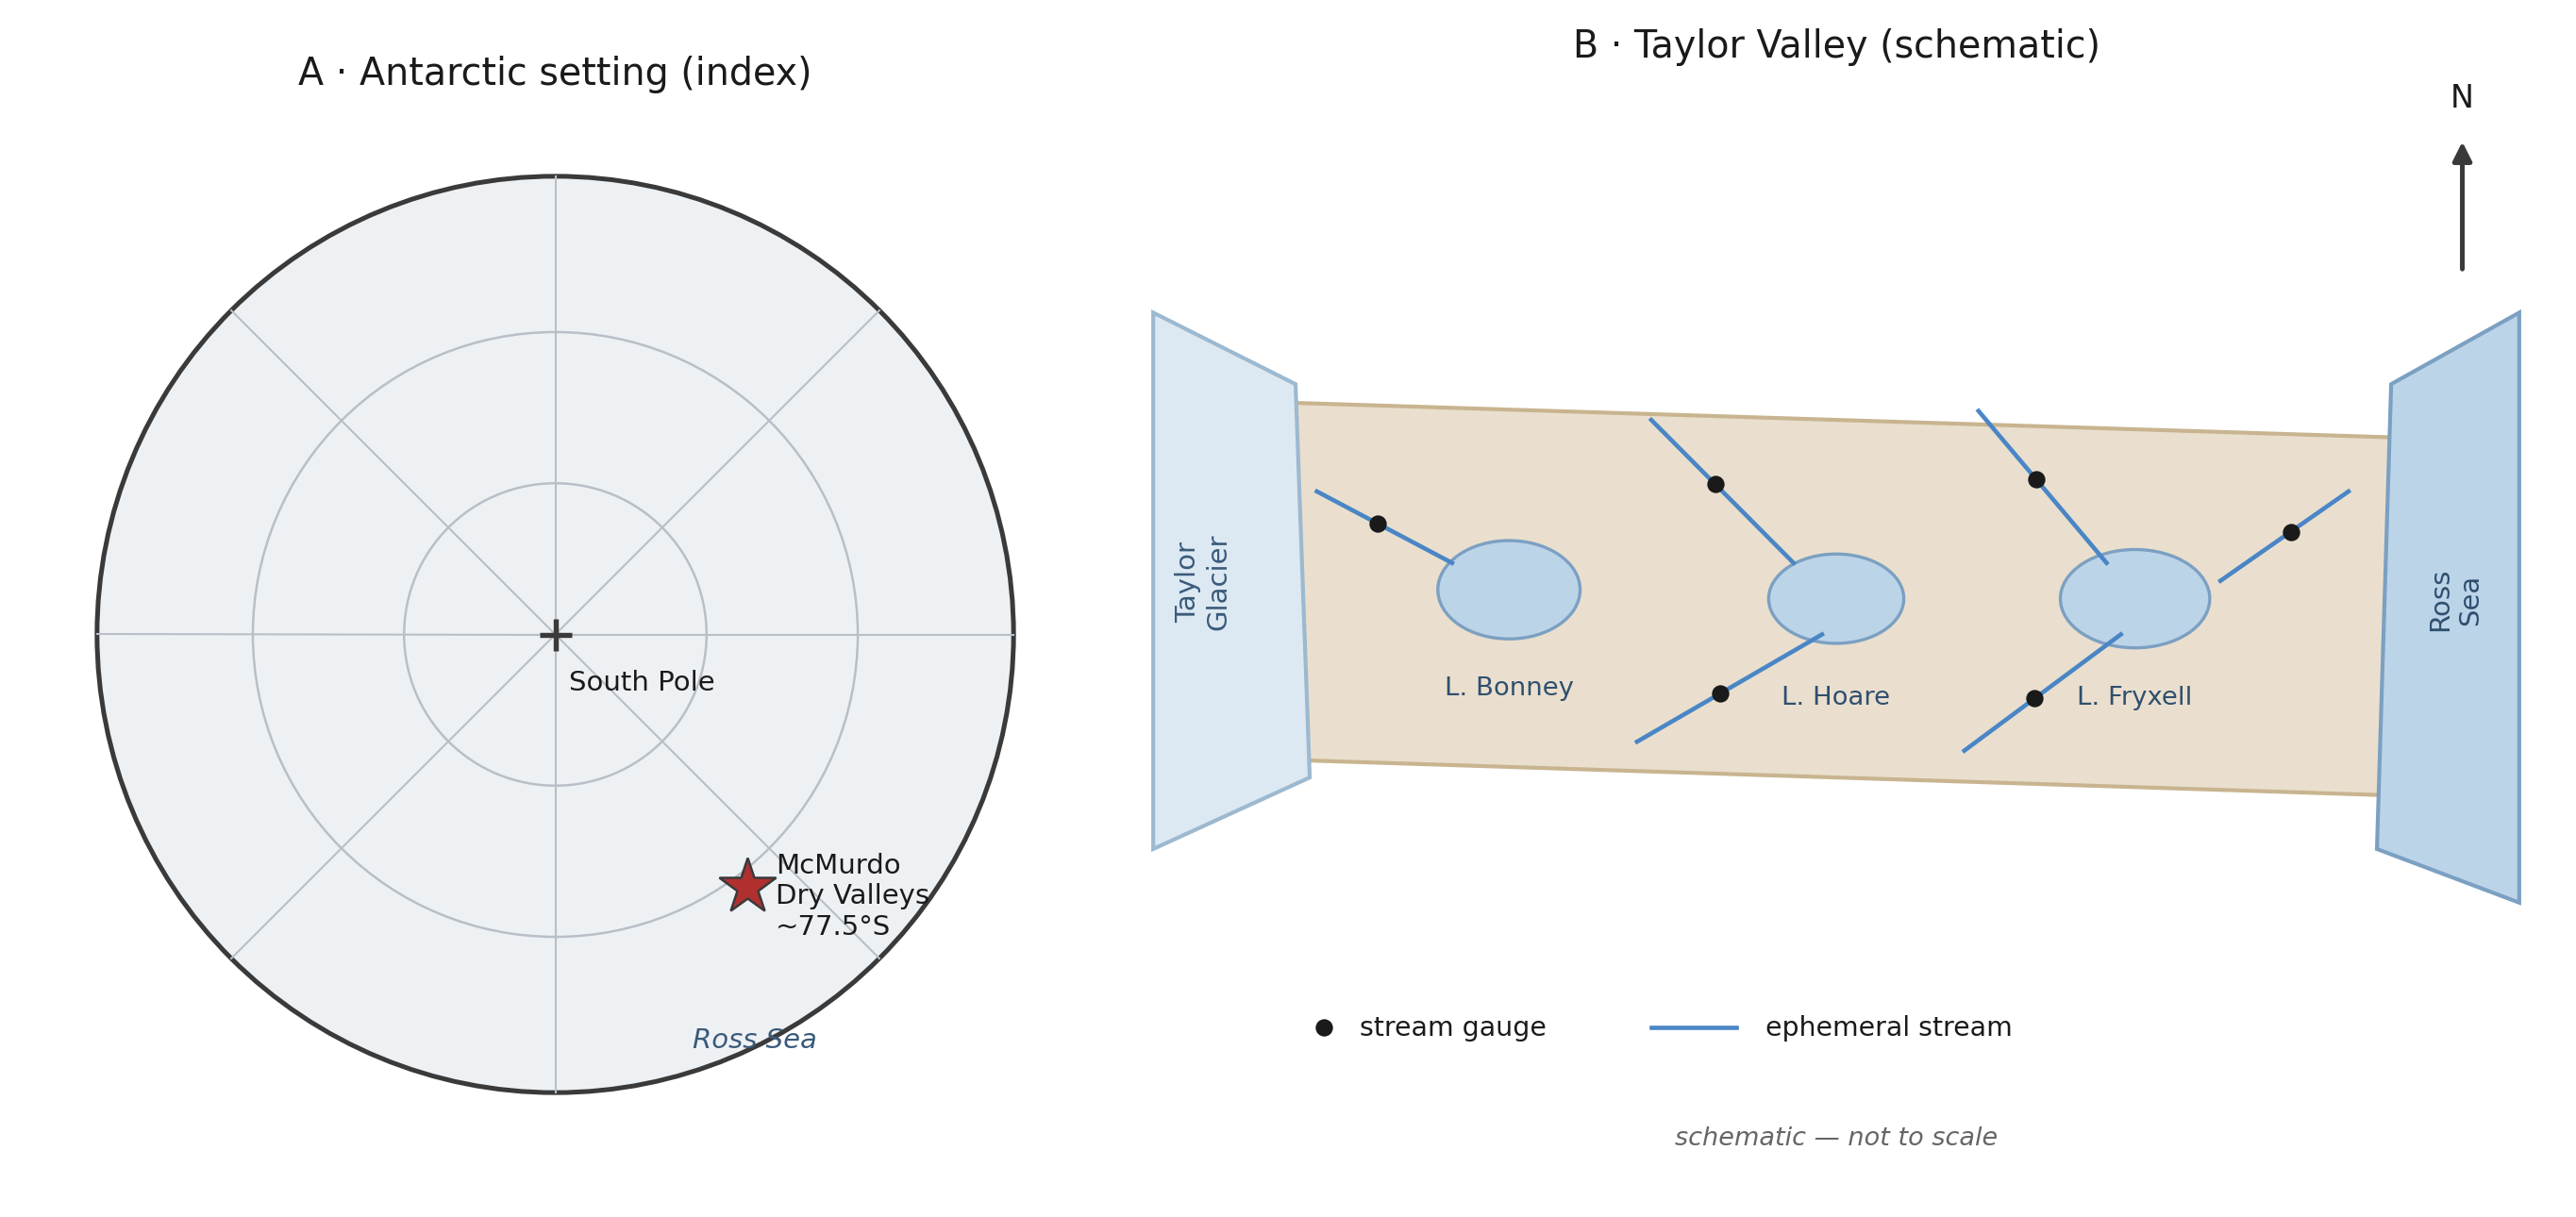 A · Antarctic setting (index)
South Pole
McMurdo
Dry Valleys
~77.5°S
Ross Sea
B · Taylor Valley (schematic)
N
Taylor
Glacier
L. Bonney
L. Hoare
L. Fryxell
Ross
Sea
stream gauge
ephemeral stream
schematic — not to scale